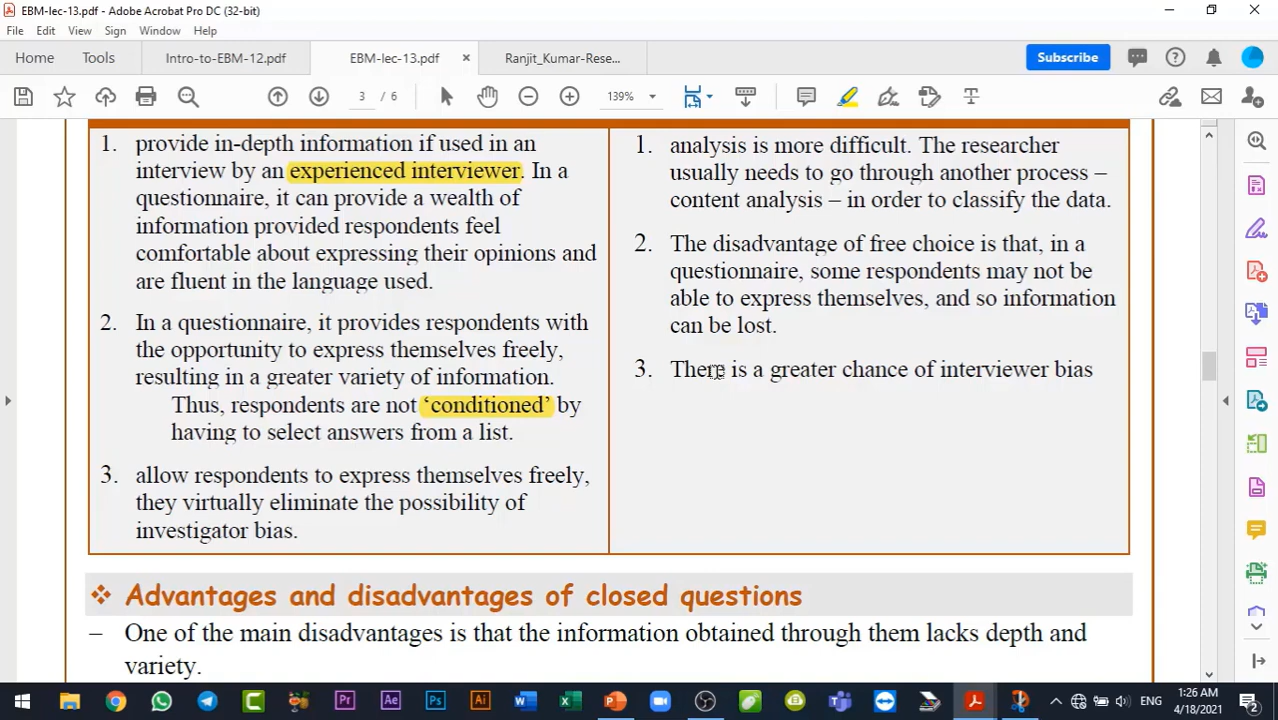 EBM-lec-13.pdf - Adobe Acrobat Pro DC (32-bit)
File Edit View Sign Window Help
Home Tools Intro-to-EBM-12.pdf EBM-lec-13.pdf × Ranjit_Kumar-Rese... Subscribe
3 / 6 139%
1. provide in-depth information if used in an
interview by an experienced interviewer. In a
questionnaire, it can provide a wealth of
information provided respondents feel
comfortable about expressing their opinions and
are fluent in the language used.
2. In a questionnaire, it provides respondents with
the opportunity to express themselves freely,
resulting in a greater variety of information.
Thus, respondents are not ‘conditioned’ by
having to select answers from a list.
3. allow respondents to express themselves freely,
they virtually eliminate the possibility of
investigator bias.
1. analysis is more difficult. The researcher
usually needs to go through another process –
content analysis – in order to classify the data.
2. The disadvantage of free choice is that, in a
questionnaire, some respondents may not be
able to express themselves, and so information
can be lost.
3. There is a greater chance of interviewer bias
❖ Advantages and disadvantages of closed questions
– One of the main disadvantages is that the information obtained through them lacks depth and
variety.
Pr Ae Ps Ai ENG
1:26 AM
4/18/2021
2